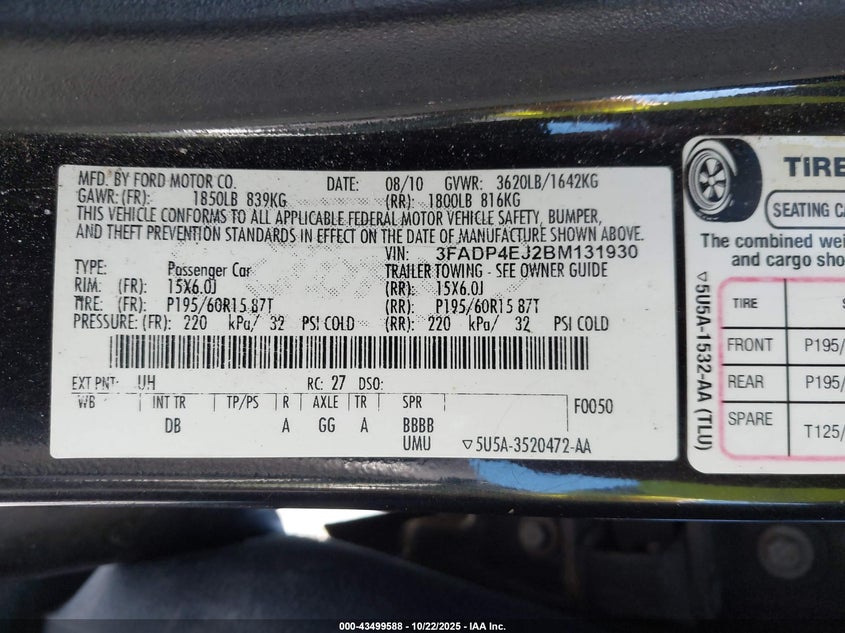 MFD. BY FORD MOTOR CO. DATE: 08/10 GVWR: 3620LB/1642KG
GAWR: (FR): 1850LB 839KG (RR): 1800LB 816KG
THIS VEHICLE CONFORMS TO ALL APPLICABLE FEDERAL MOTOR VEHICLE SAFETY, BUMPER,
AND THEFT PREVENTION STANDARDS IN EFFECT ON THE DATE OF MANUFACTURE SHOWN ABOVE.
VIN: 3FADP4EJ2BM131930
TYPE: Passenger Car TRAILER TOWING - SEE OWNER GUIDE
RIM: (FR): 15X6.0J (RR): 15X6.0J
TIRE: (FR): P195/60R15 87T (RR): P195/60R15 87T
PRESSURE: (FR): 220 kPa/ 32 PSI COLD (RR): 220 kPa/ 32 PSI COLD
EXT PNT: UH RC: 27 DSO:
WB INT TR TP/PS R AXLE TR SPR F0050
DB A GG A BBBB
UMU ▽5U5A-3520472-AA
TIRE
SEATING CA
The combined wei
and cargo sho
▽5U5A-1532-AA (TLU)
TIRE S
FRONT P195/
REAR P195/
SPARE T125/
000-43499588 - 10/22/2025 - IAA Inc.